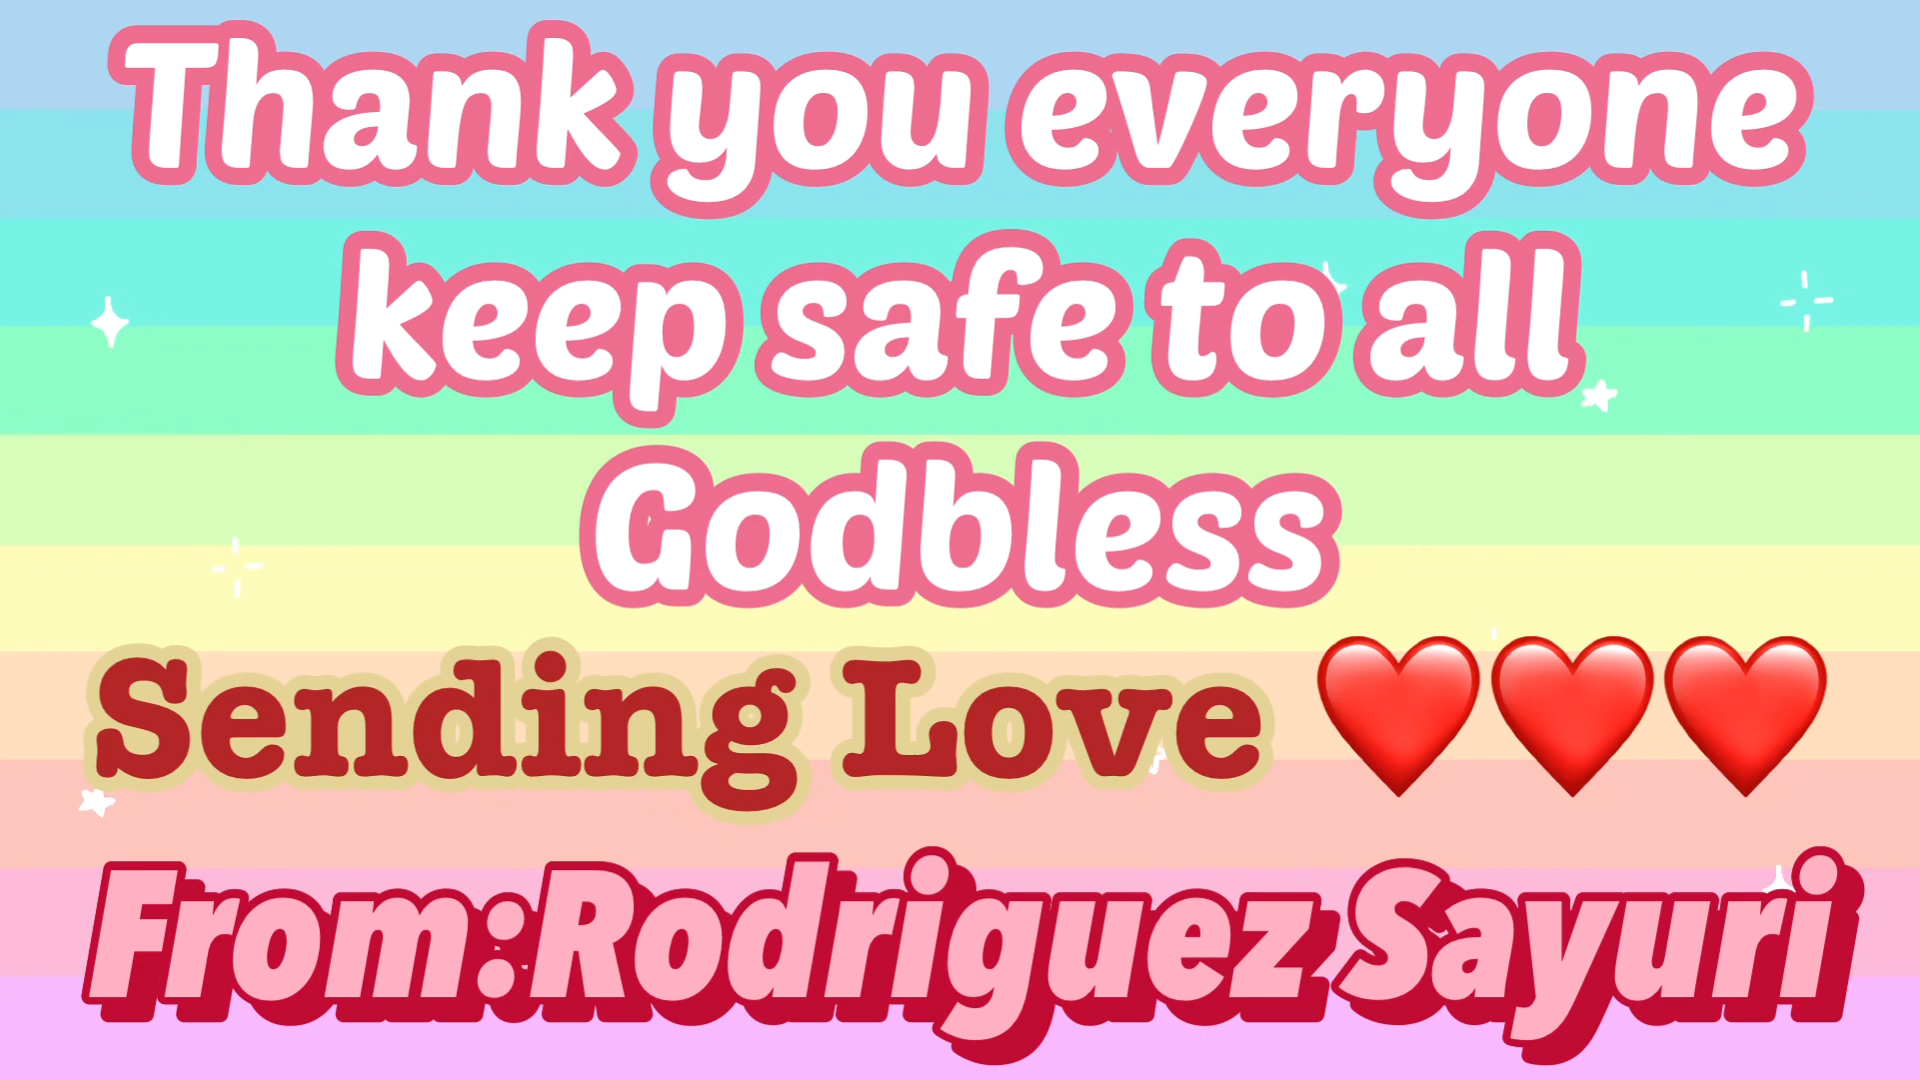 Thank you everyone
keep safe to all
Godbless
Sending Love ❤️❤️❤️
From:Rodriguez Sayuri